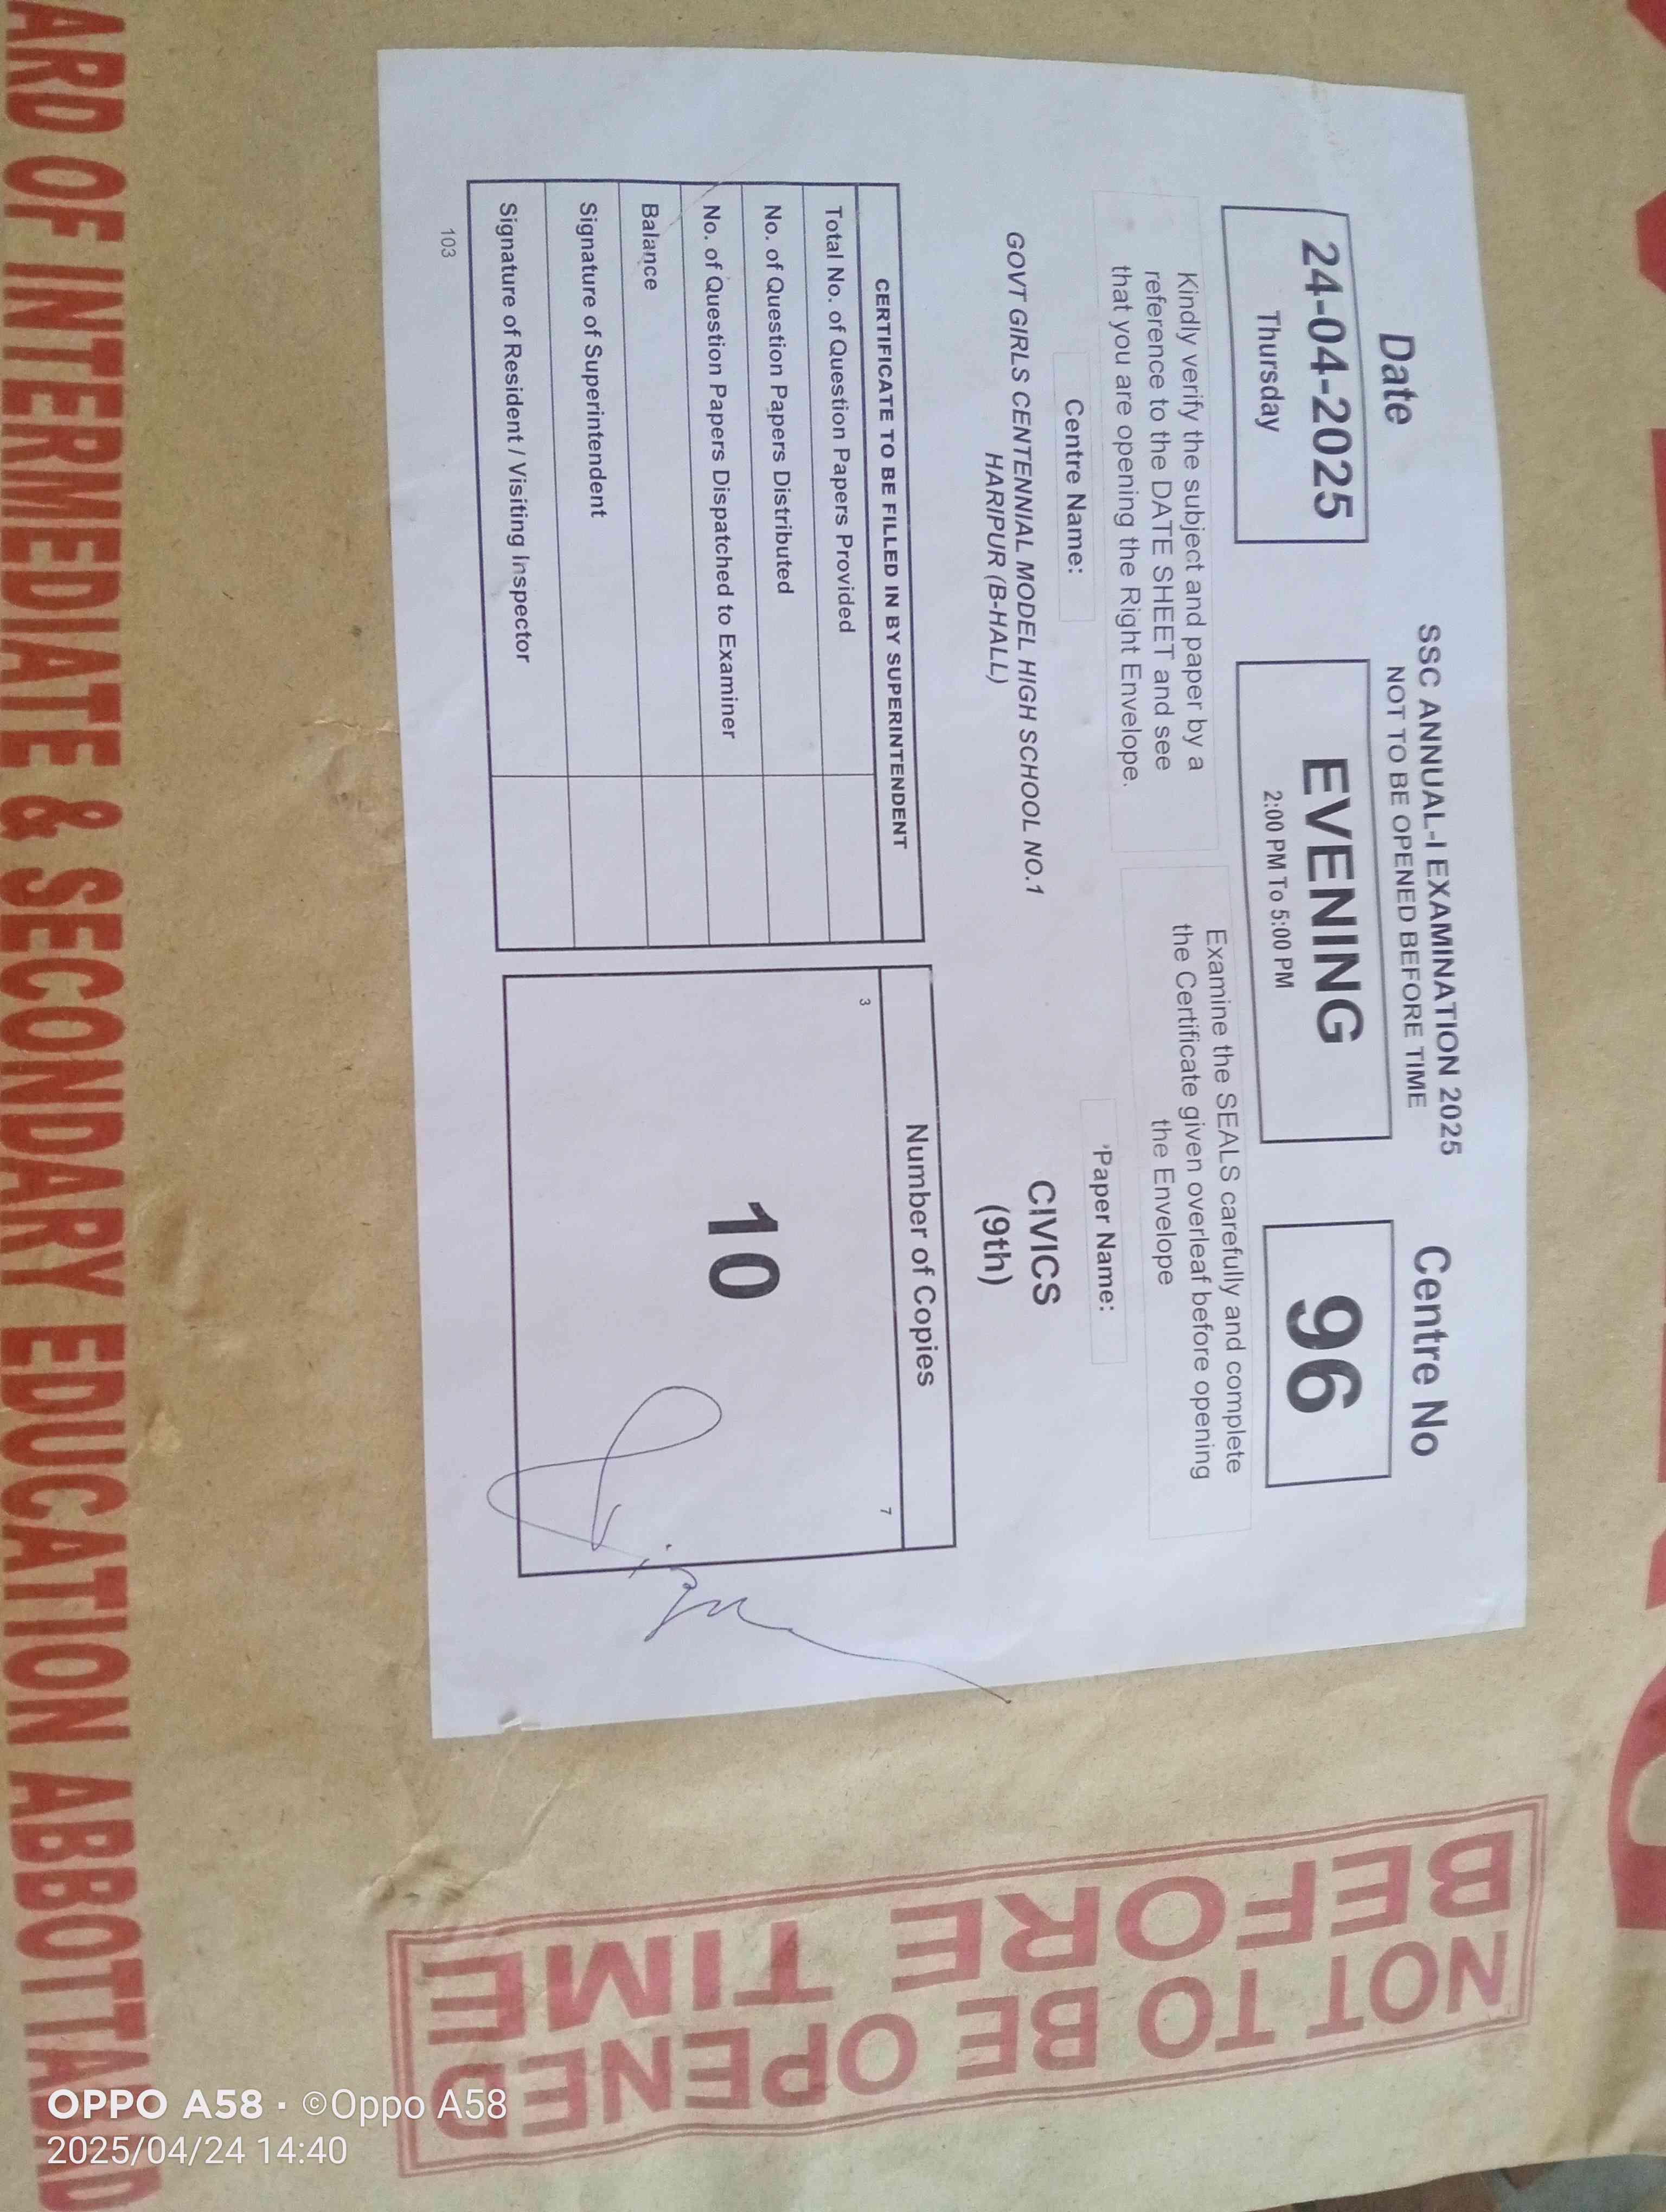 SSC ANNUAL-I EXAMINATION 2025
NOT TO BE OPENED BEFORE TIME
Date
24-04-2025
Thursday
EVENING
2:00 PM To 5:00 PM
Centre No
96
Kindly verify the subject and paper by a
reference to the DATE SHEET and see
that you are opening the Right Envelope.
Examine the SEALS carefully and complete
the Certificate given overleaf before opening
the Envelope
Centre Name:
GOVT GIRLS CENTENNIAL MODEL HIGH SCHOOL NO.1
HARIPUR (B-HALL)
'Paper Name:
CIVICS
(9th)
CERTIFICATE TO BE FILLED IN BY SUPERINTENDENT
Total No. of Question Papers Provided
No. of Question Papers Distributed
No. of Question Papers Dispatched to Examiner
Balance
Signature of Superintendent
Signature of Resident / Visiting Inspector
103
Number of Copies
3
7
10
NOT TO BE OPENED
BEFORE TIME
ARD OF INTERMEDIATE & SECONDARY EDUCATION ABBOTTABAD
OPPO A58 · ©Oppo A58
2025/04/24 14:40